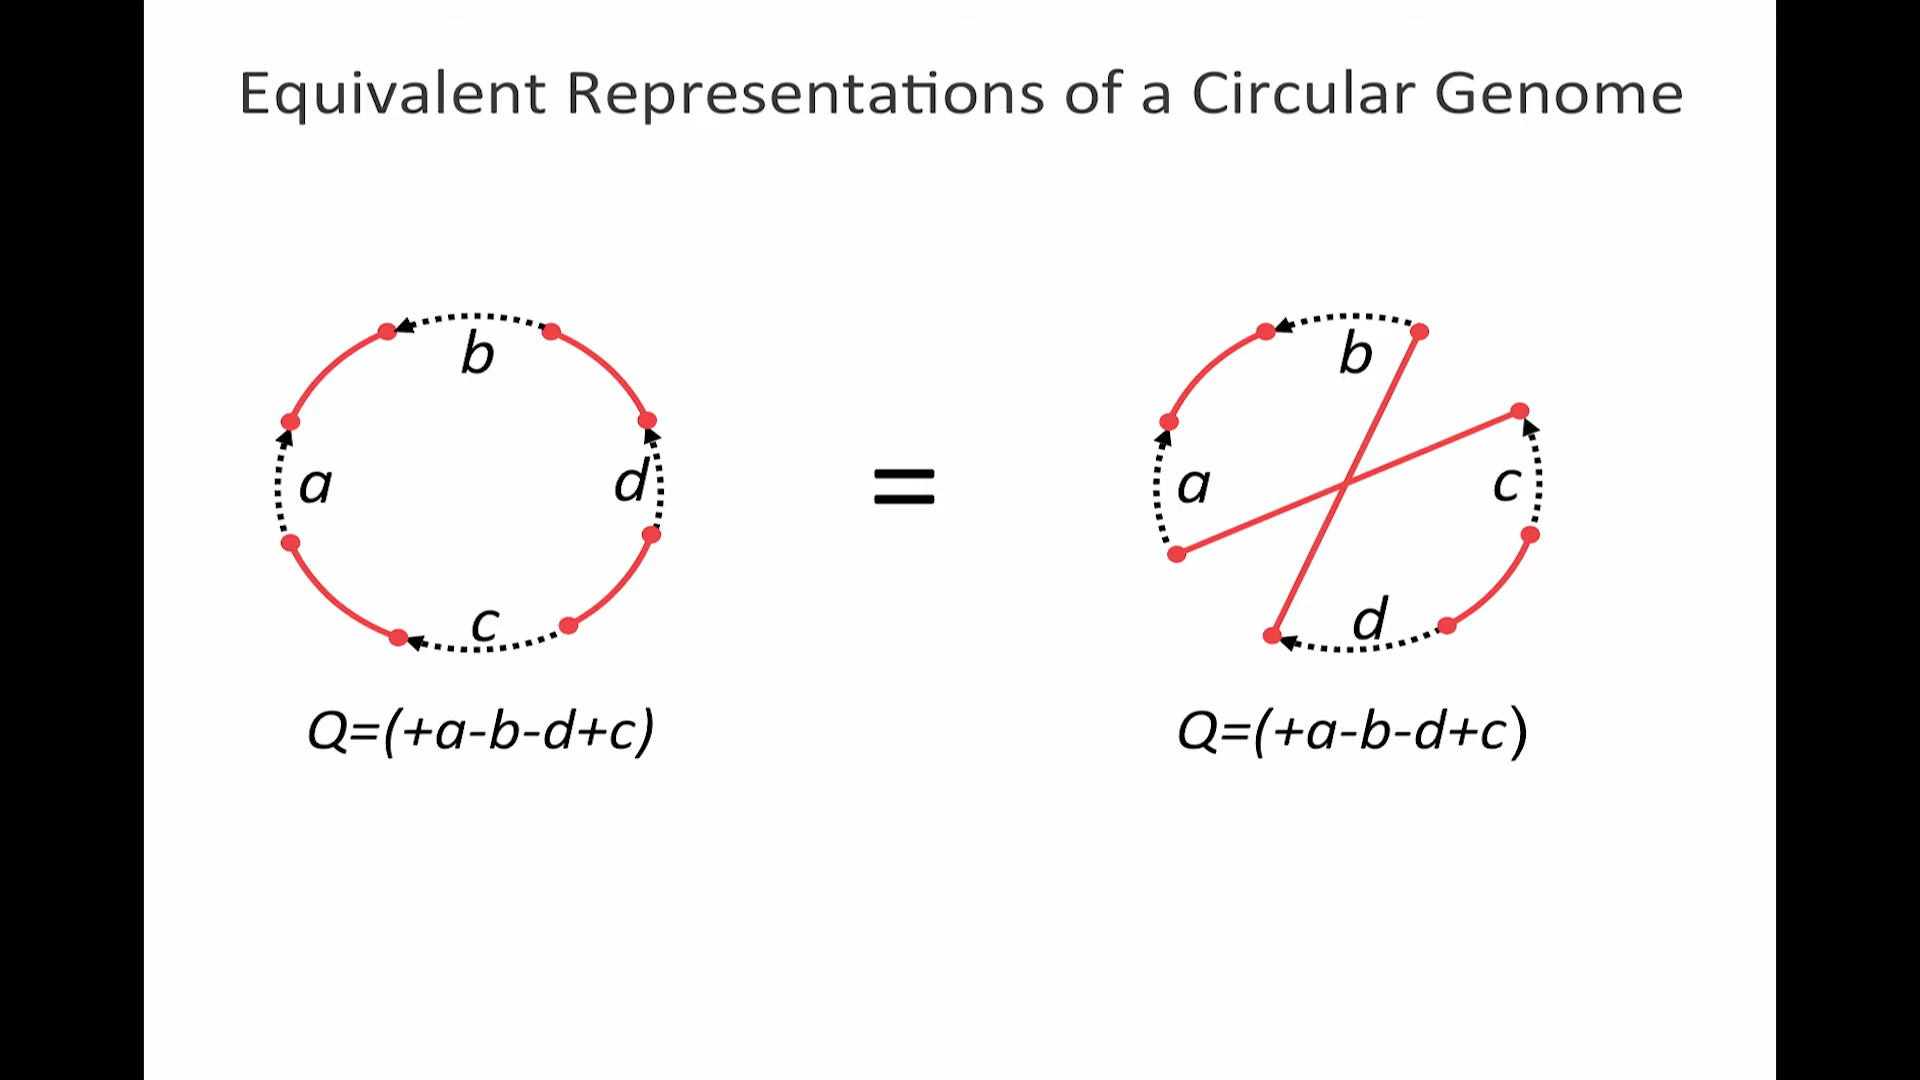 Equivalent Representations of a Circular Genome
b
a
d
c
Q=(+a-b-d+c)
=
b
a
c
d
Q=(+a-b-d+c)